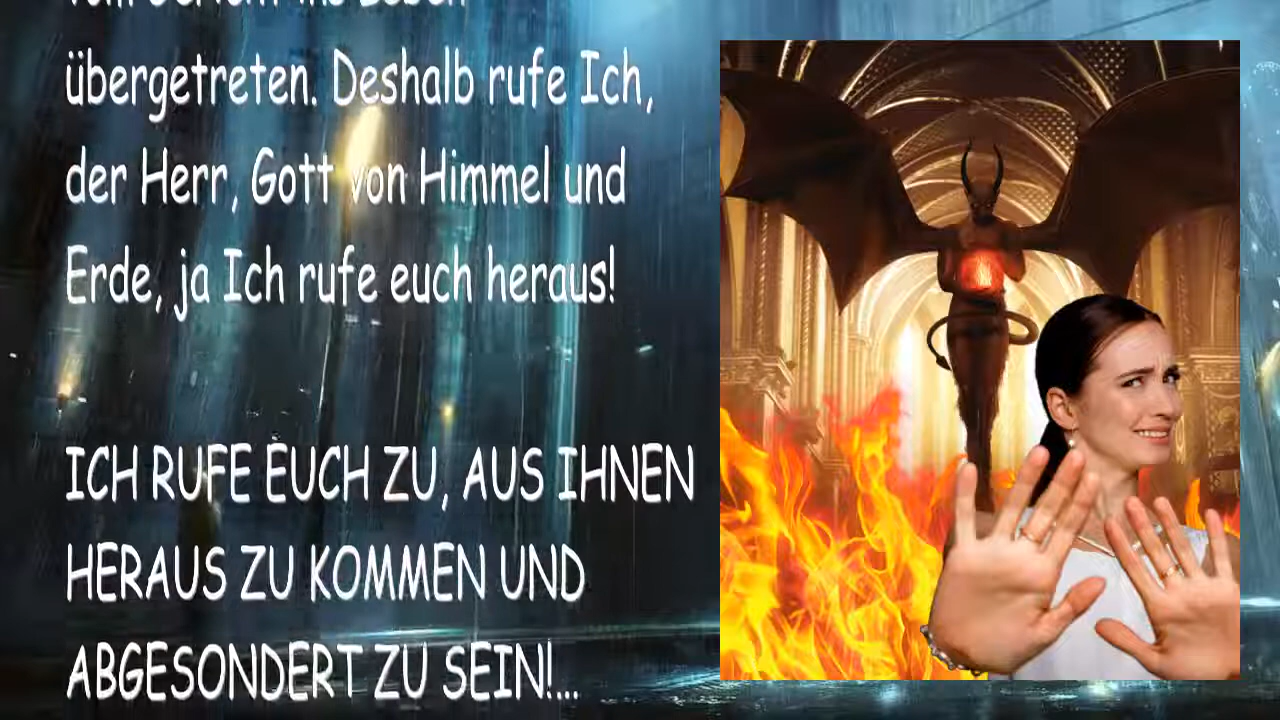 übergetreten. Deshalb rufe Ich,
der Herr, Gott von Himmel und
Erde, ja Ich rufe euch heraus!
ICH RUFE EUCH ZU, AUS IHNEN
HERAUS ZU KOMMEN UND
ABGESONDERT ZU SEIN!...